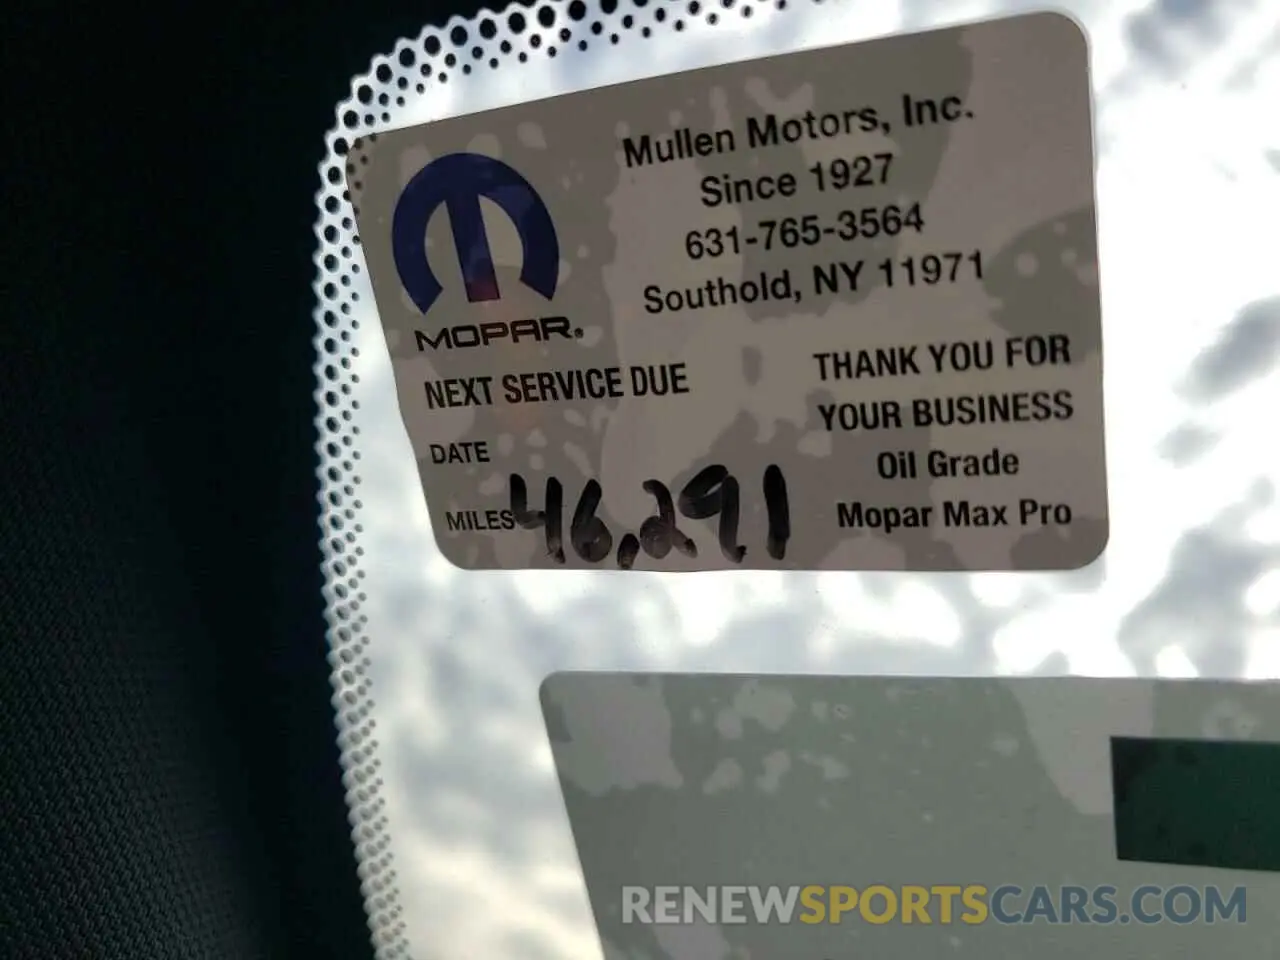 Mullen Motors, Inc.
Since 1927
631-765-3564
Southold, NY 11971
MOPAR®
NEXT SERVICE DUE
DATE
MILES 46,291
THANK YOU FOR
YOUR BUSINESS
Oil Grade
Mopar Max Pro
RENEWSPORTSCARS.COM